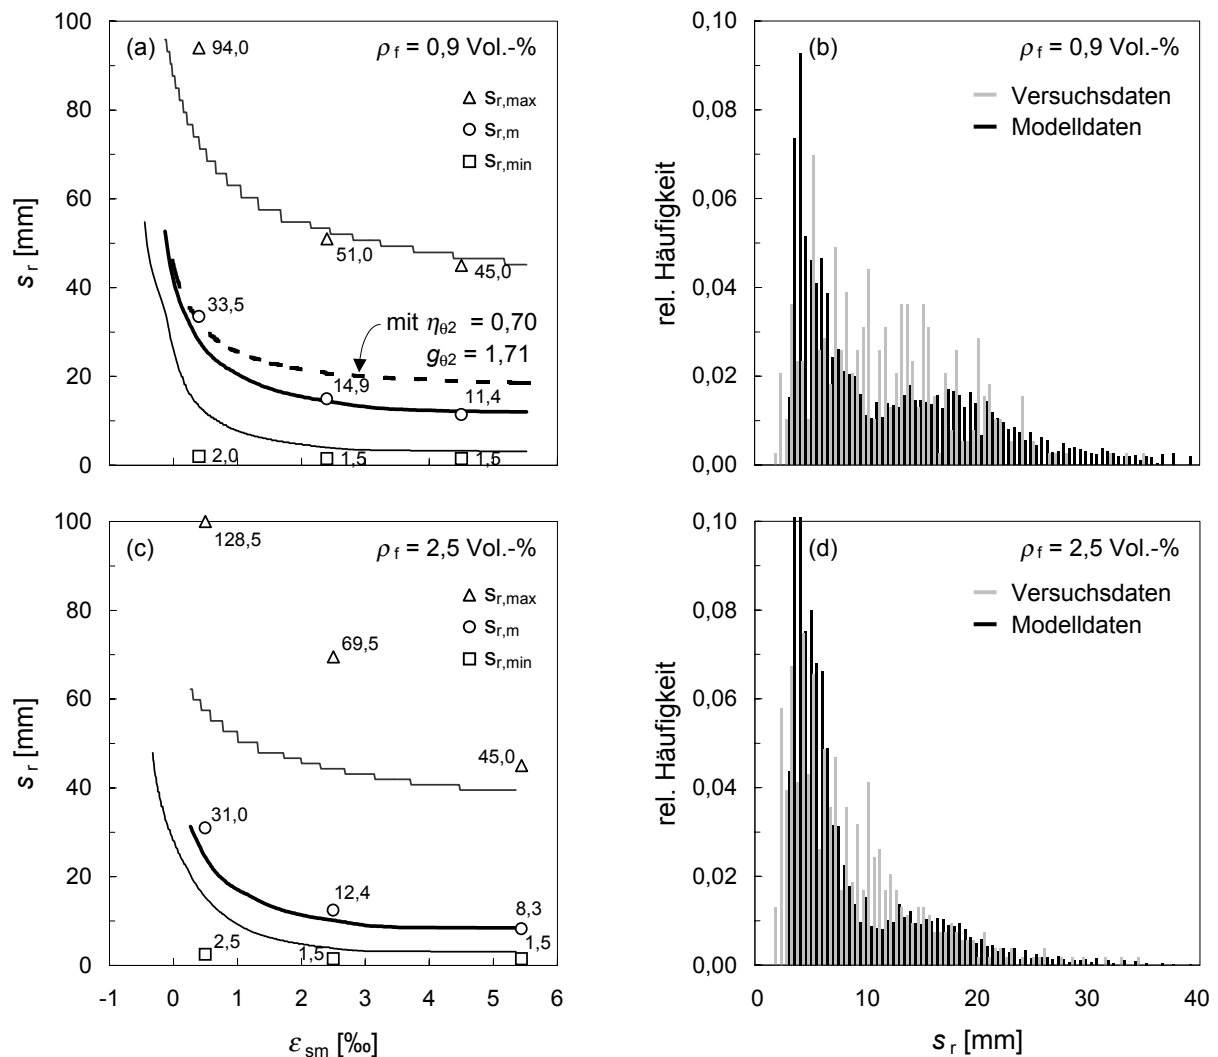 (a)
ρf = 0,9 Vol.-%
94,0
sr,max
sr,m
sr,min
33,5
51,0
45,0
mit ηθ2 = 0,70
gθ2 = 1,71
14,9
11,4
2,0
1,5
1,5
100
80
60
40
20
0
sr [mm]
(b)
ρf = 0,9 Vol.-%
Versuchsdaten
Modelldaten
0,10
0,08
0,06
0,04
0,02
0,00
rel. Häufigkeit
(c)
ρf = 2,5 Vol.-%
128,5
sr,max
sr,m
sr,min
69,5
45,0
31,0
12,4
8,3
2,5
1,5
1,5
100
80
60
40
20
0
sr [mm]
-1 0 1 2 3 4 5 6
εsm [‰]
(d)
ρf = 2,5 Vol.-%
Versuchsdaten
Modelldaten
0,10
0,08
0,06
0,04
0,02
0,00
rel. Häufigkeit
0 10 20 30 40
sr [mm]